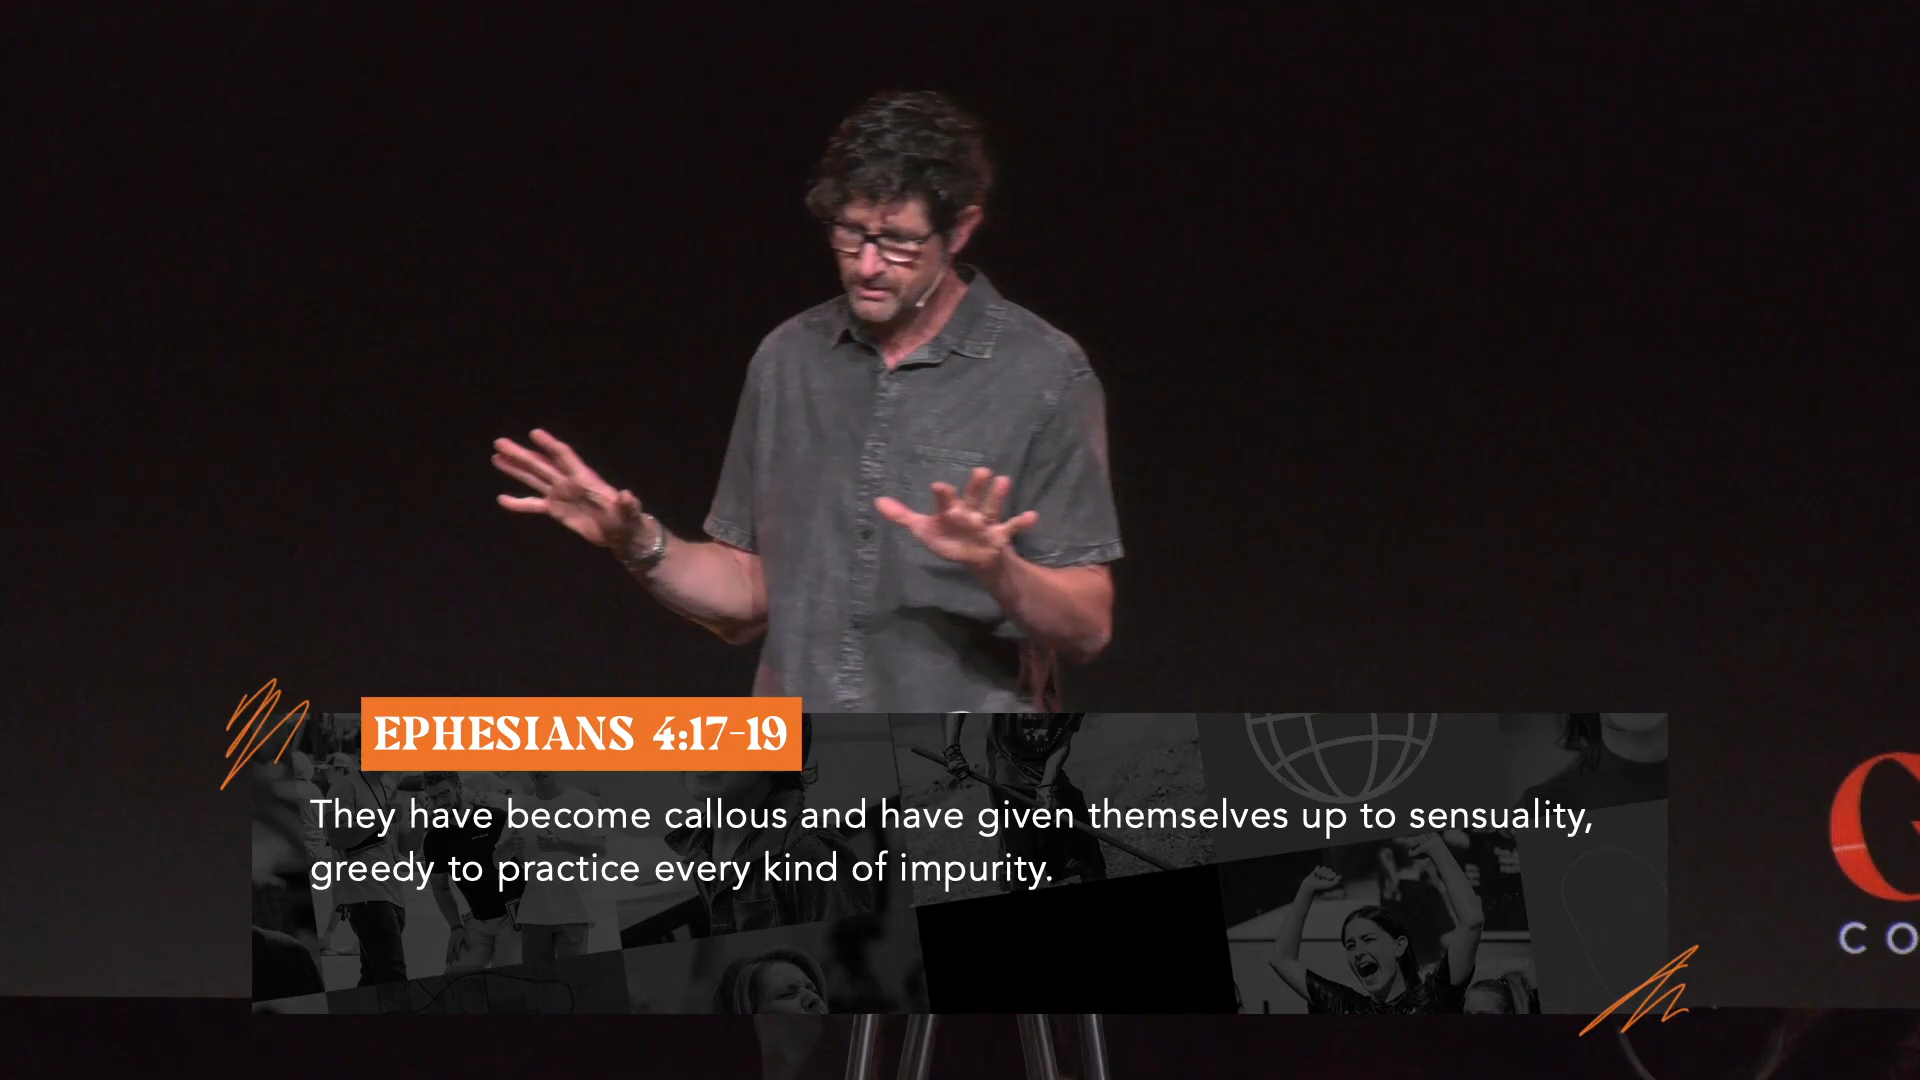 EPHESIANS 4:17-19
They have become callous and have given themselves up to sensuality,
greedy to practice every kind of impurity.
CO